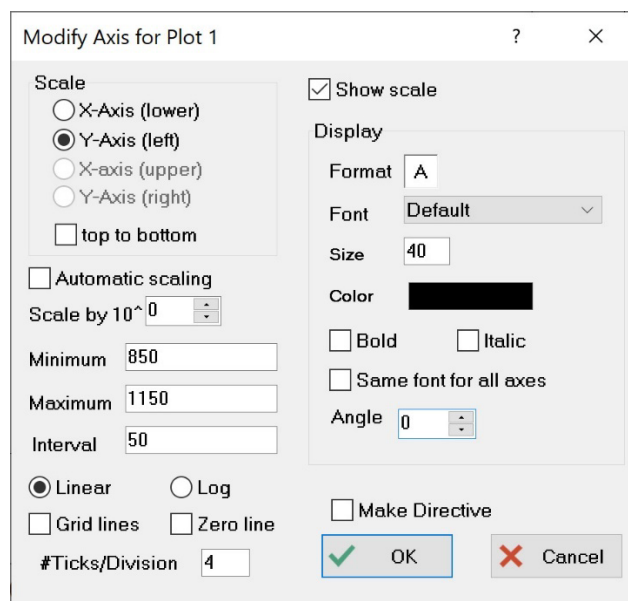 Modify Axis for Plot 1
?
Scale
X-Axis (lower)
Y-Axis (left)
X-axis (upper)
Y-Axis (right)
top to bottom
Automatic scaling
Scale by 10^ 0
Minimum 850
Maximum 1150
Interval 50
Linear Log
Grid lines Zero line
#Ticks/Division 4
Show scale
Display
Format A
Font Default
Size 40
Color
Bold Italic
Same font for all axes
Angle 0
Make Directive
OK Cancel